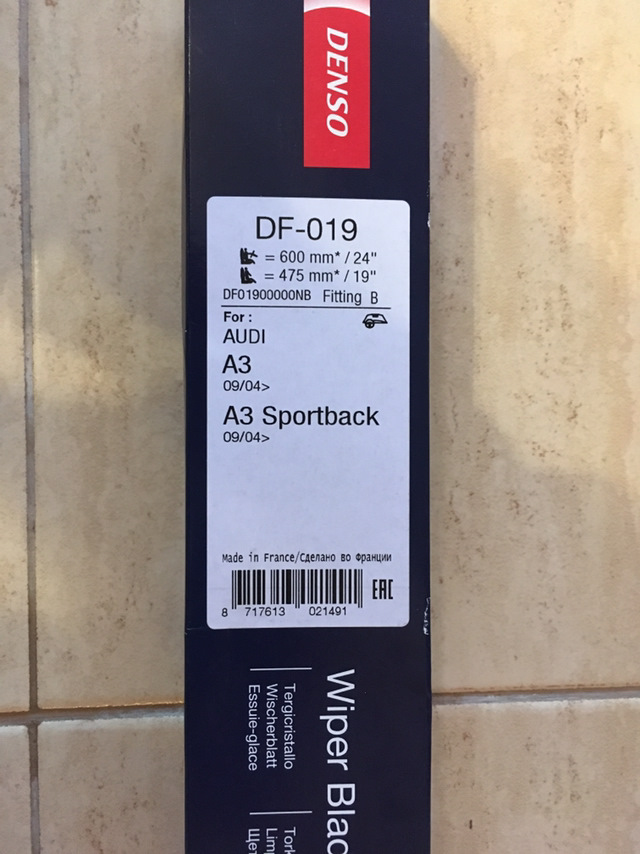 DENSO
DF-019
= 600 mm* / 24"
= 475 mm* / 19"
DF01900000NB Fitting B
For :
AUDI
A3
09/04>
A3 Sportback
09/04>
Made in France/Сделано во Франции
8 717613 021491
EAC
Wiper
Tergicristallo
Wischerblatt
Essuie-glace